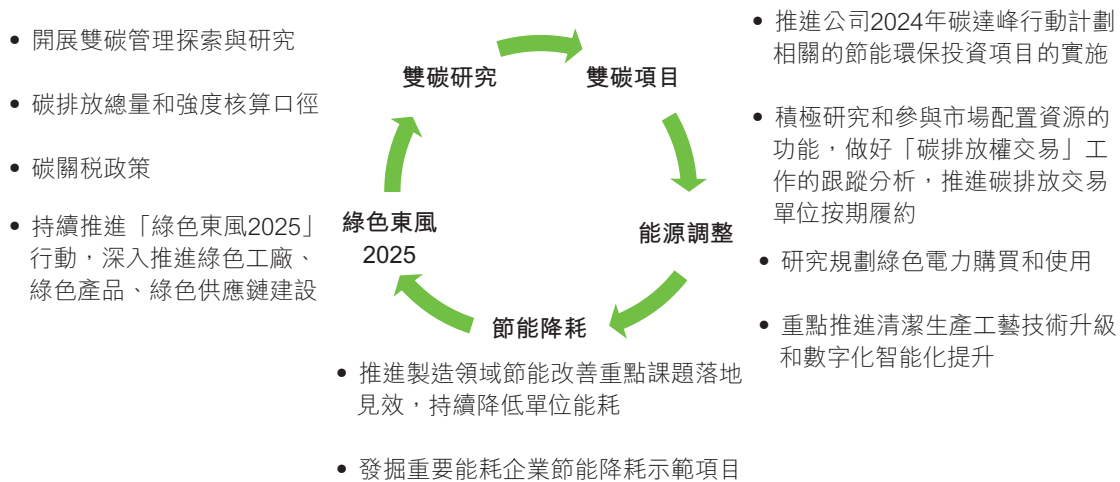 • 開展雙碳管理探索與研究
• 碳排放總量和強度核算口徑
• 碳關税政策
• 持續推進「綠色東風2025」
行動，深入推進綠色工廠、
綠色產品、綠色供應鏈建設
雙碳研究
雙碳項目
能源調整
節能降耗
綠色東風
2025
• 推進公司2024年碳達峰行動計劃
相關的節能環保投資項目的實施
• 積極研究和參與市場配置資源的
功能，做好「碳排放權交易」工
作的跟蹤分析，推進碳排放交易
單位按期履約
• 研究規劃綠色電力購買和使用
• 重點推進清潔生產工藝技術升級
和數字化智能化提升
• 推進製造領域節能改善重點課題落地
見效，持續降低單位能耗
• 發掘重要能耗企業節能降耗示範項目